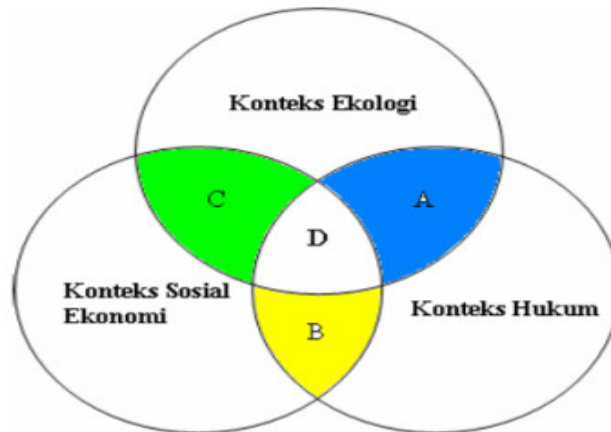 Konteks Ekologi
C
A
D
Konteks Sosial
Ekonomi
Konteks Hukum
B